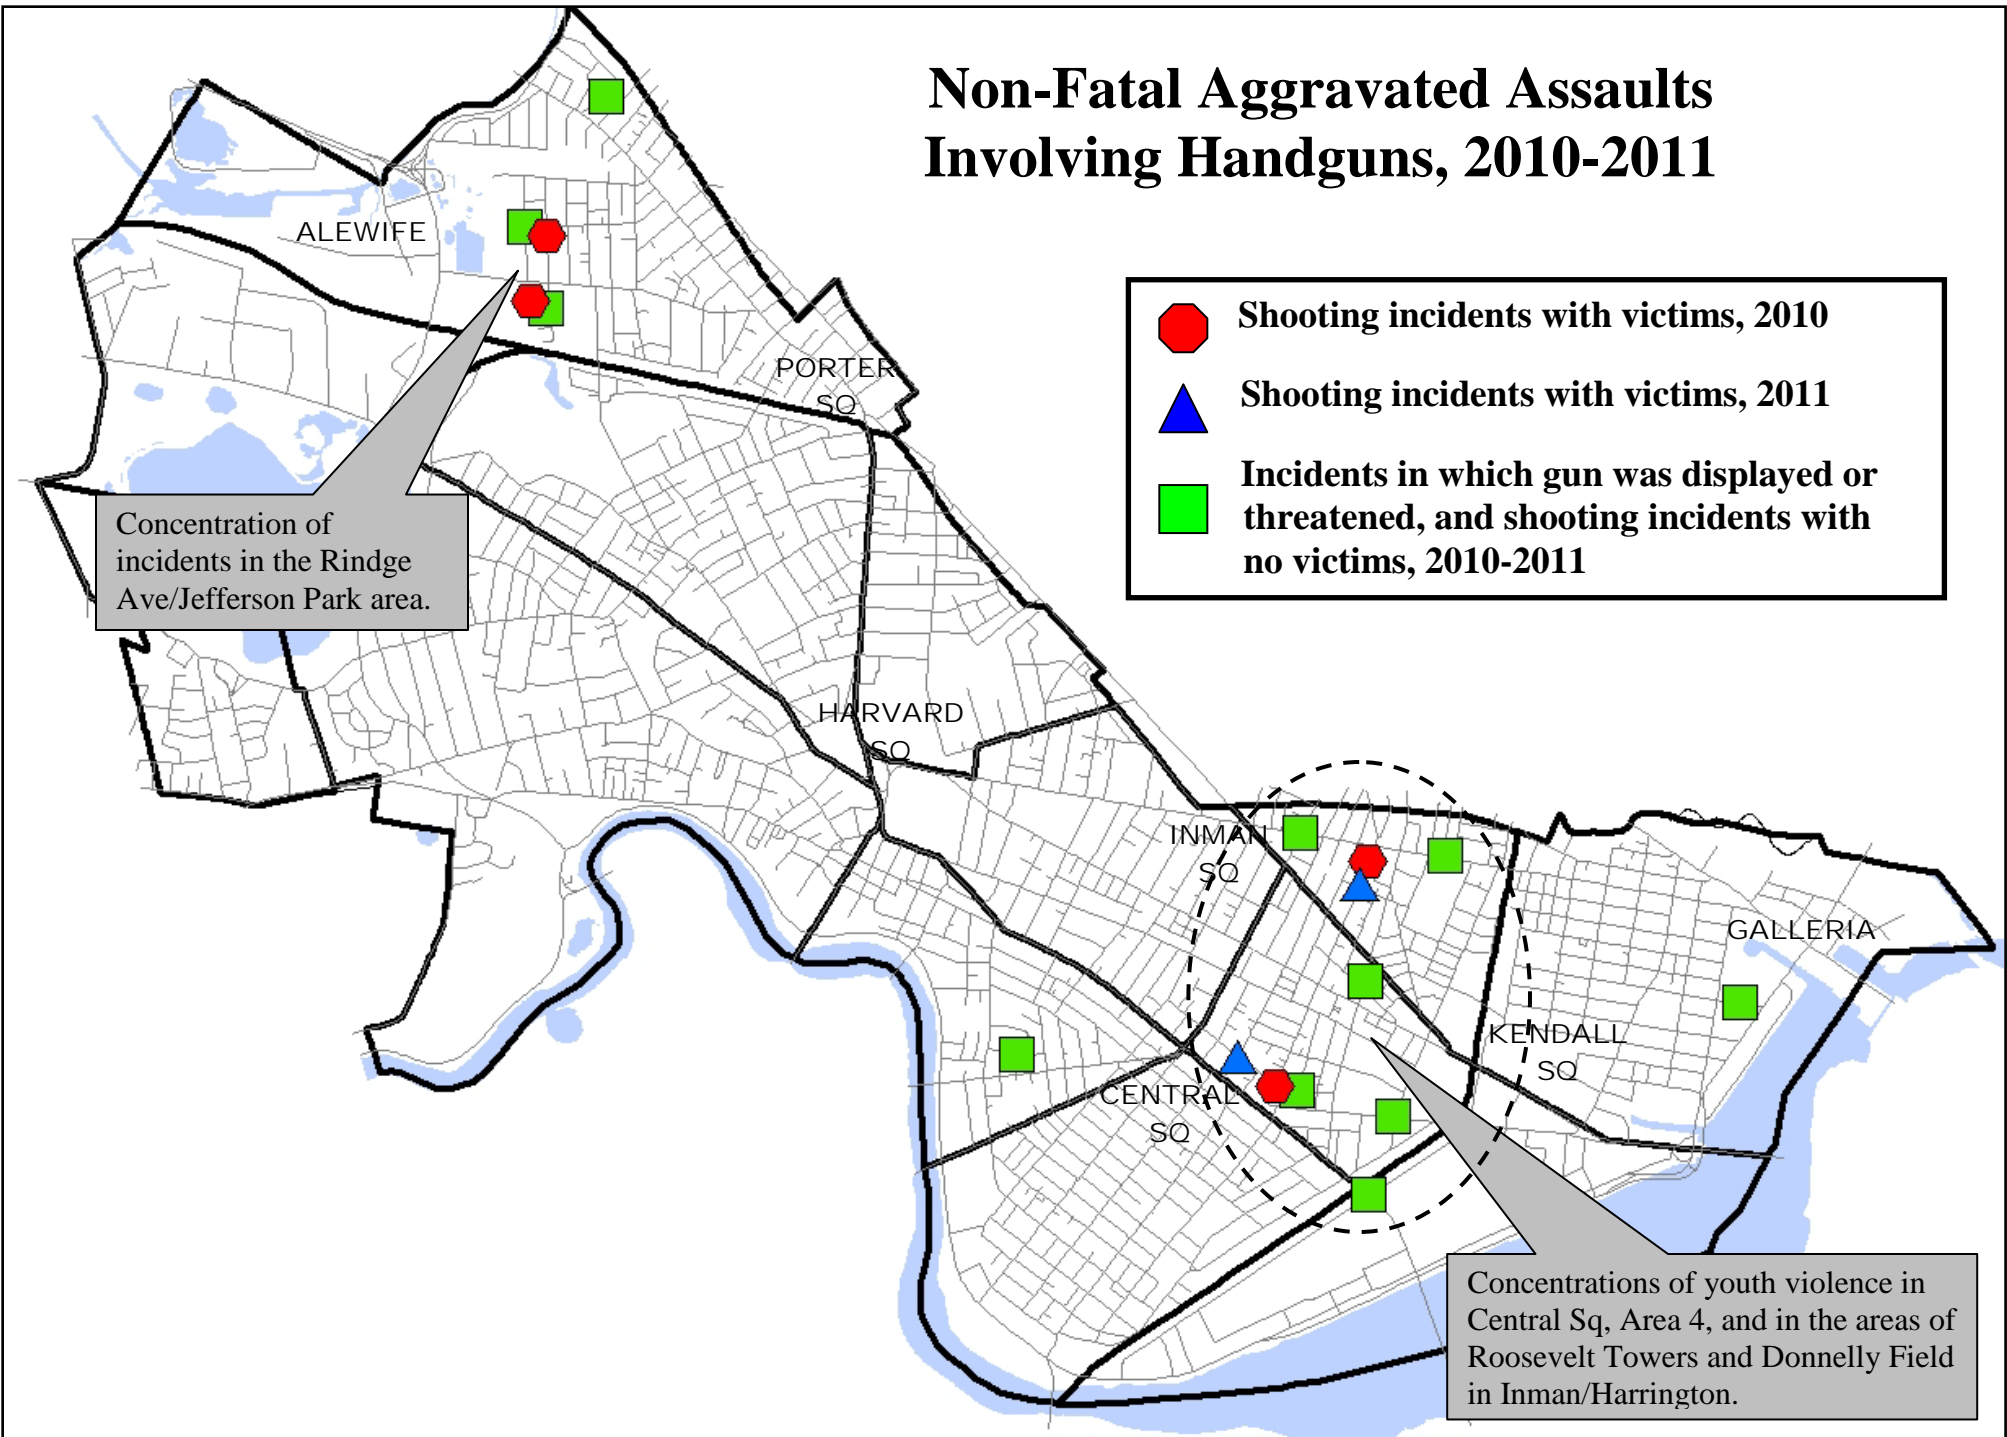 Non-Fatal Aggravated Assaults
Involving Handguns, 2010-2011
ALEWIFE
Shooting incidents with victims, 2010
Shooting incidents with victims, 2011
Incidents in which gun was displayed or
threatened, and shooting incidents with
no victims, 2010-2011
PORTER
SQ
Concentration of
incidents in the Rindge
Ave/Jefferson Park area.
HARVARD
SQ
INMAN
SQ
GALLERIA
KENDALL
SQ
CENTRAL
SQ
Concentrations of youth violence in
Central Sq, Area 4, and in the areas of
Roosevelt Towers and Donnelly Field
in Inman/Harrington.